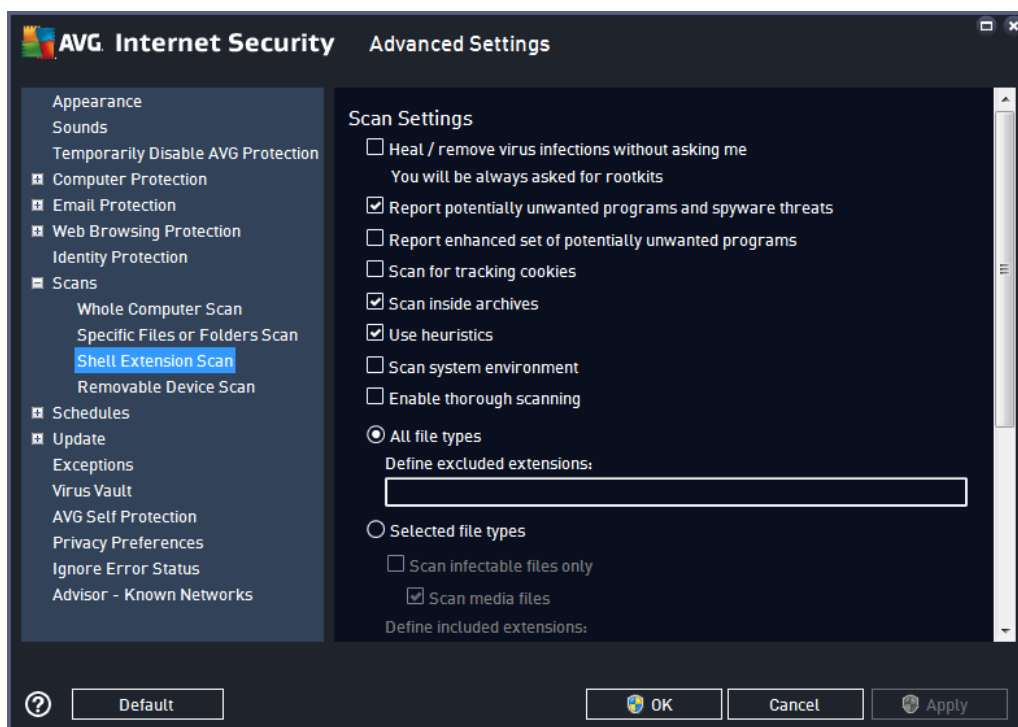 AVG. Internet Security Advanced Settings
Appearance
Sounds
Temporarily Disable AVG Protection
Computer Protection
Email Protection
Web Browsing Protection
Identity Protection
Scans
Whole Computer Scan
Specific Files or Folders Scan
Shell Extension Scan
Removable Device Scan
Schedules
Update
Exceptions
Virus Vault
AVG Self Protection
Privacy Preferences
Ignore Error Status
Advisor - Known Networks
Scan Settings
Heal / remove virus infections without asking me
You will be always asked for rootkits
Report potentially unwanted programs and spyware threats
Report enhanced set of potentially unwanted programs
Scan for tracking cookies
Scan inside archives
Use heuristics
Scan system environment
Enable thorough scanning
All file types
Define excluded extensions:
Selected file types
Scan infectable files only
Scan media files
Define included extensions:
? Default OK Cancel Apply